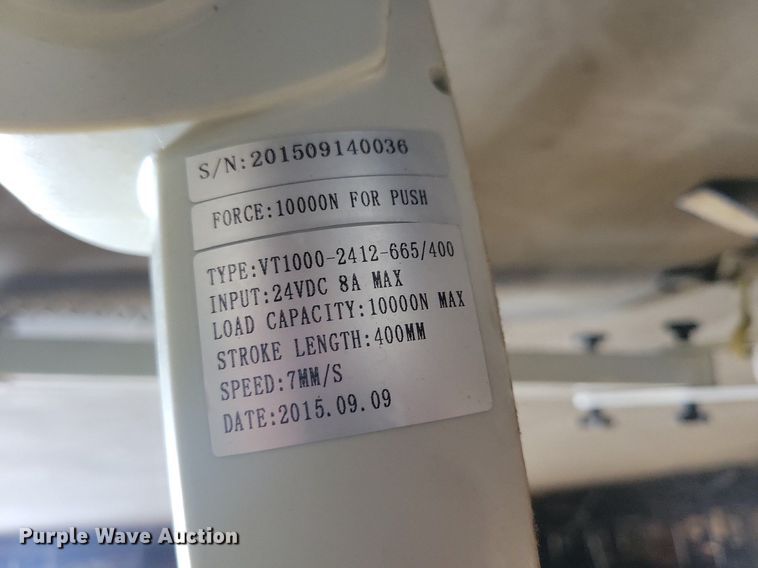 S/N:201509140036
FORCE:10000N FOR PUSH
TYPE:VT1000-2412-665/400
INPUT:24VDC 8A MAX
LOAD CAPACITY:10000N MAX
STROKE LENGTH:400MM
SPEED:7MM/S
DATE:2015.09.09
Purple Wave Auction